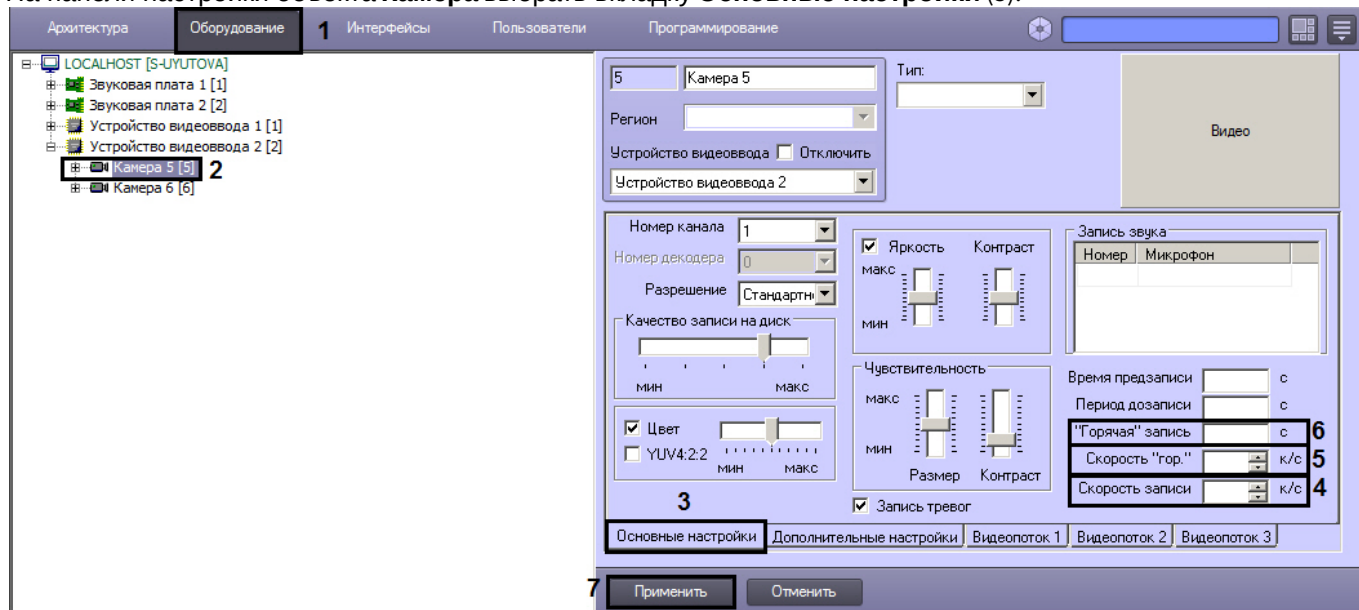 На панели настройки объекта Камера выбрать вкладку Основные настройки (3).
Архитектура Оборудование 1 Интерфейсы Пользователи Программирование
LOCALHOST [S-UYUTOVA]
Звуковая плата 1 [1]
Звуковая плата 2 [2]
Устройство видеоввода 1 [1]
Устройство видеоввода 2 [2]
Камера 5 [5] 2
Камера 6 [6]
5 Камера 5
Тип:
Регион
Устройство видеоввода Отключить
Устройство видеоввода 2
Видео
Номер канала 1
Номер декодера 0
Разрешение Стандартн
Качество записи на диск
мин макс
Цвет
YUV4:2:2
мин макс
Яркость Контраст
макс
мин
Чувствительность
макс
мин
Размер Контраст
Запись тревог
Запись звука
Номер Микрофон
Время предзаписи с
Период дозаписи с
"Горячая" запись с 6
Скорость "гор." к/с 5
Скорость записи к/с 4
3
Основные настройки Дополнительные настройки Видеопоток 1 Видеопоток 2 Видеопоток 3
7 Применить Отменить